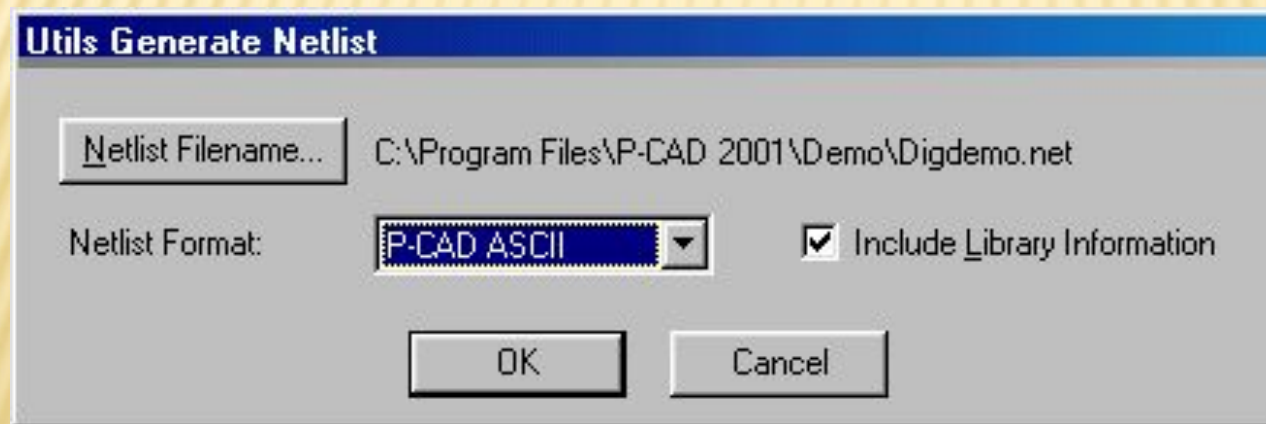 Utils Generate Netlist
Netlist Filename... C:\Program Files\P-CAD 2001\Demo\Digdemo.net
Netlist Format: P-CAD ASCII Include Library Information
OK Cancel